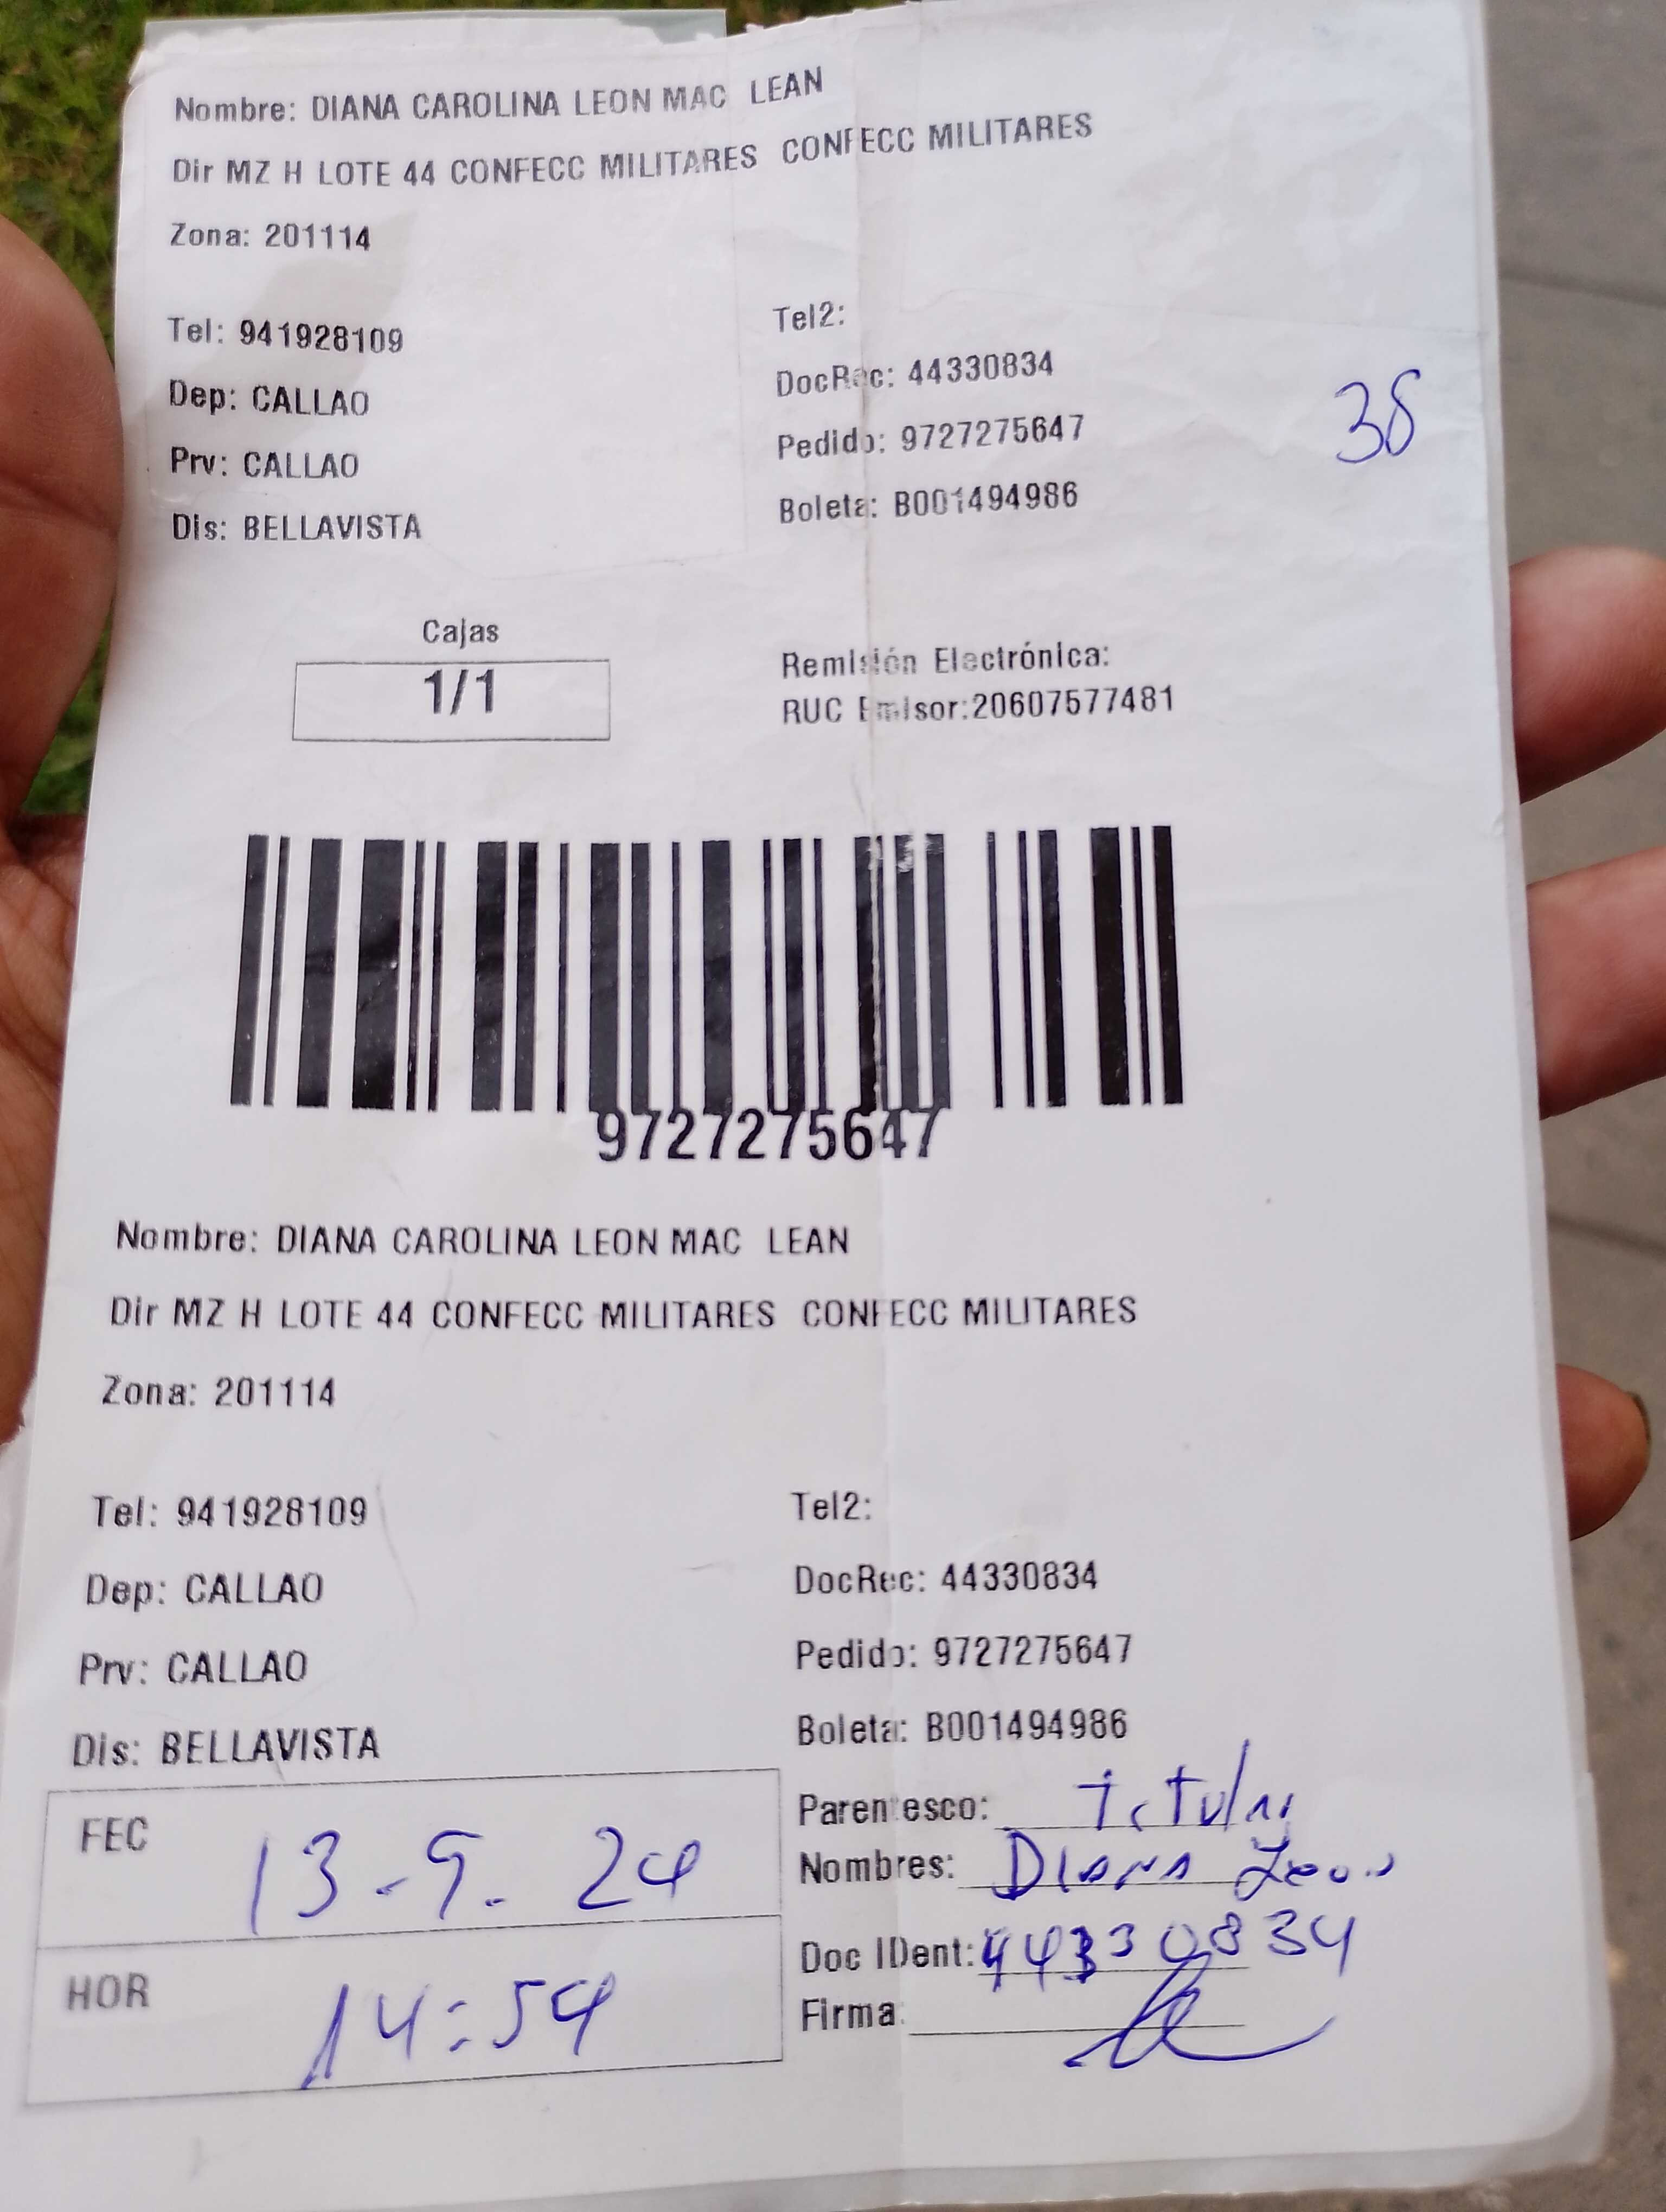 Nombre: DIANA CAROLINA LEON MAC LEAN
Dir MZ H LOTE 44 CONFECC MILITARES CONFECC MILITARES
Zona: 201114
Tel: 941928109
Tel2:
Dep: CALLAO
DocRec: 44330834
Prv: CALLAO
Pedido: 9727275647
38
Dis: BELLAVISTA
Boleta: B001494986
Cajas
1/1
Remisión Electrónica:
RUC Emisor:20607577481
9727275647
Nombre: DIANA CAROLINA LEON MAC LEAN
Dir MZ H LOTE 44 CONFECC MILITARES CONFECC MILITARES
Zona: 201114
Tel: 941928109
Tel2:
Dep: CALLAO
DocRec: 44330834
Prv: CALLAO
Pedido: 9727275647
Dis: BELLAVISTA
Boleta: B001494986
FEC 13-9-24
HOR 14:54
Parentesco: Titular
Nombres: Diana Leon
Doc IDent: 44330834
Firma: